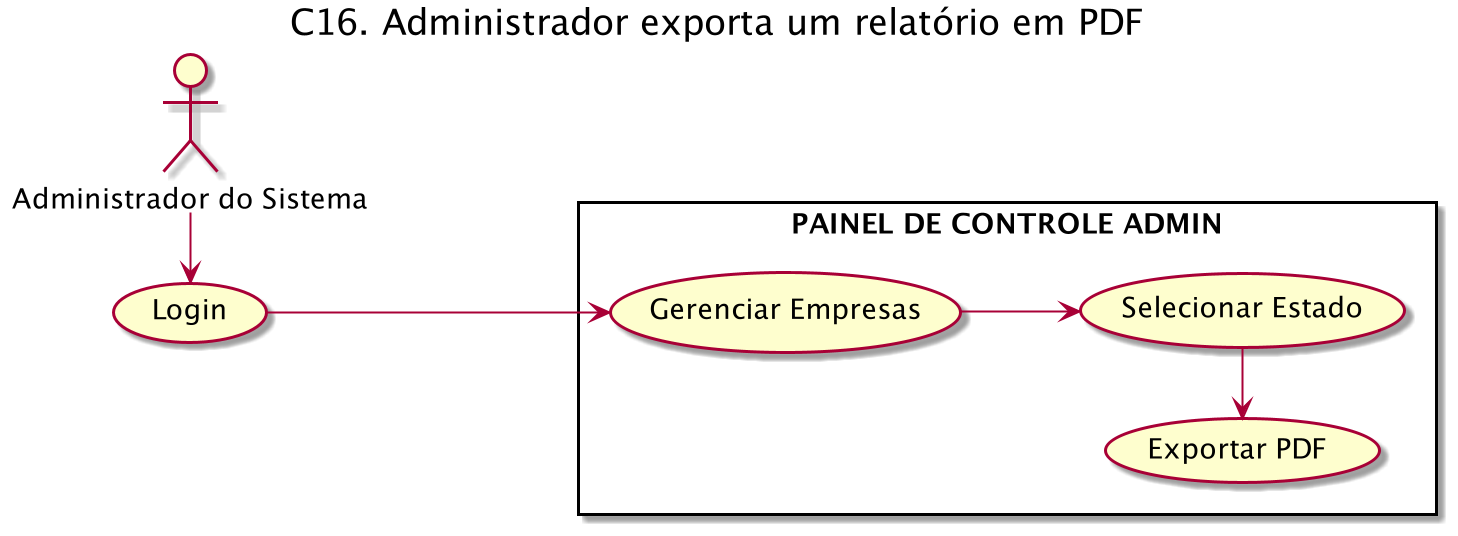 C16. Administrador exporta um relatório em PDF
Administrador do Sistema
PAINEL DE CONTROLE ADMIN
Login
Gerenciar Empresas
Selecionar Estado
Exportar PDF